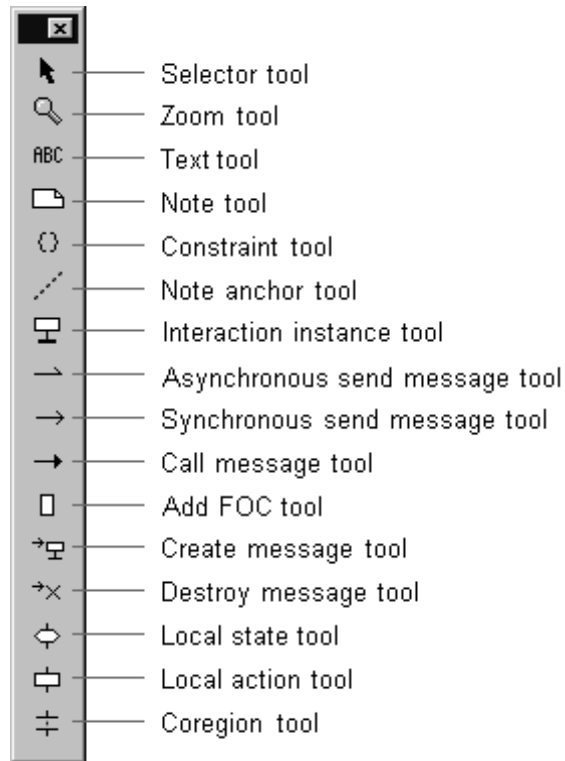 Selector tool
Zoom tool
ABC Text tool
Note tool
{} Constraint tool
Note anchor tool
Interaction instance tool
Asynchronous send message tool
Synchronous send message tool
Call message tool
Add FOC tool
Create message tool
Destroy message tool
Local state tool
Local action tool
Coregion tool